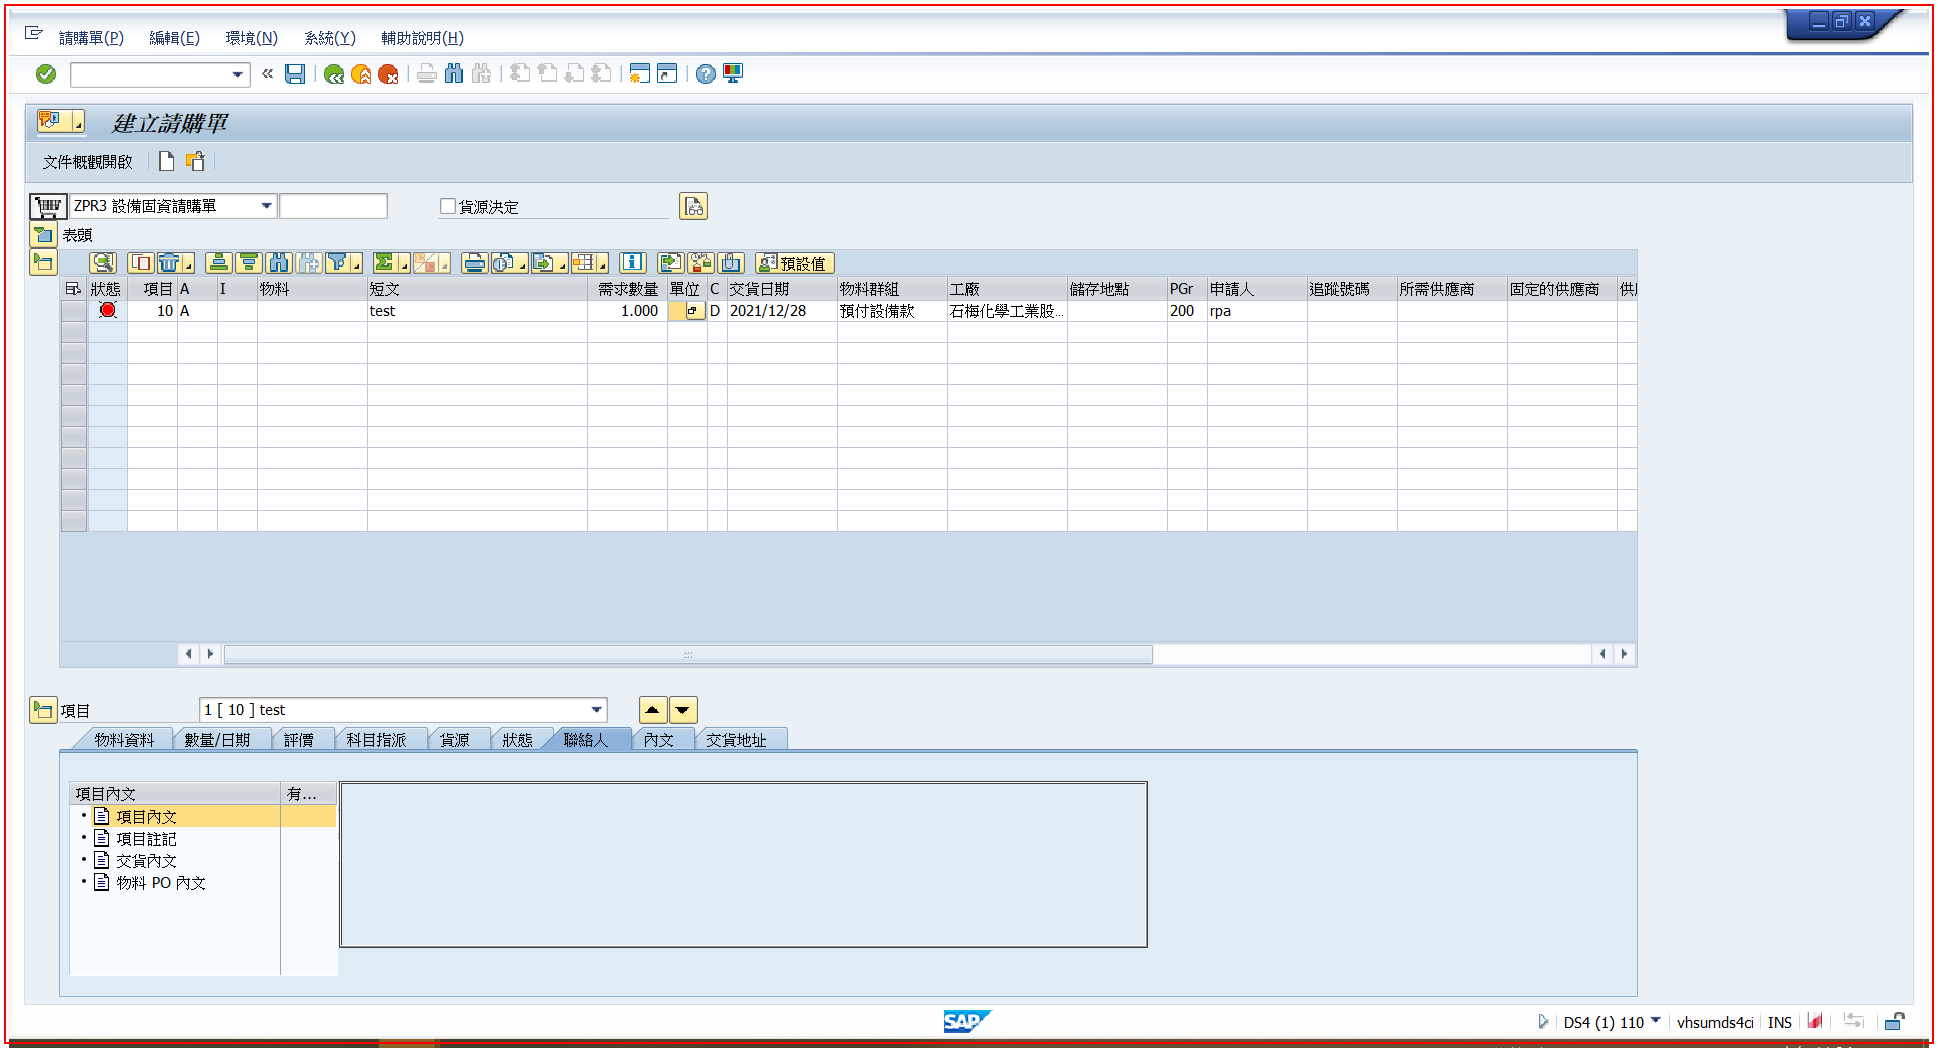 請購單(P) 編輯(E) 環境(N) 系統(Y) 輔助說明(H)
建立請購單
文件概觀開啟
ZPR3 設備固資請購單 貨源決定
表頭
預設值
狀態 項目 A I 物料 短文 需求數量 單位 C 交貨日期 物料群組 工廠 儲存地點 PGr 申請人 追蹤號碼 所需供應商 固定的供應商
10 A test 1.000 D 2021/12/28 預付設備款 石梅化學工業股... 200 rpa
項目 1 [ 10 ] test
物料資料 數量/日期 評價 科目指派 貨源 狀態 聯絡人 內文 交貨地址
項目內文 有...
項目內文
項目註記
交貨內文
物料 PO 內文
SAP DS4 (1) 110 vhsumds4ci INS